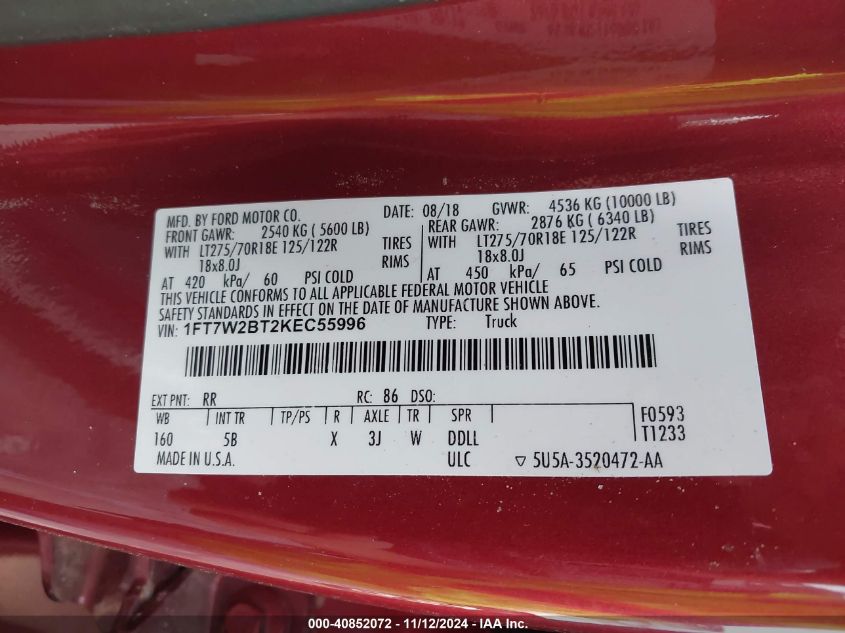 MFD. BY FORD MOTOR CO. DATE: 08/18 GVWR: 4536 KG (10000 LB)
FRONT GAWR: 2540 KG ( 5600 LB) REAR GAWR: 2876 KG ( 6340 LB)
WITH LT275/70R18E 125/122R TIRES WITH LT275/70R18E 125/122R TIRES
18x8.0J RIMS 18x8.0J RIMS
AT 420 kPa/ 60 PSI COLD AT 450 kPa/ 65 PSI COLD
THIS VEHICLE CONFORMS TO ALL APPLICABLE FEDERAL MOTOR VEHICLE
SAFETY STANDARDS IN EFFECT ON THE DATE OF MANUFACTURE SHOWN ABOVE.
VIN: 1FT7W2BT2KEC55996 TYPE: Truck
EXT PNT: RR RC: 86 DSO:
WB INT TR TP/PS R AXLE TR SPR F0593
160 5B X 3J W DDLL T1233
MADE IN U.S.A. ULC ▽ 5U5A-3520472-AA
000-40852072 - 11/12/2024 - IAA Inc.